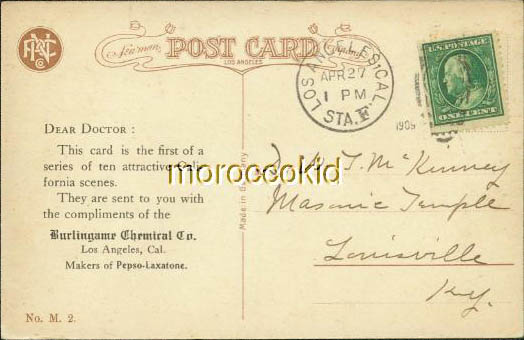 Newman
POST CARD
Company
LOS ANGELES
LOS ANGELES, CAL.
APR 27
1 PM
1909
STA. F.
U.S. POSTAGE
ONE CENT
DEAR DOCTOR :
This card is the first of a
series of ten attractive Cali-
fornia scenes.
They are sent to you with
the compliments of the
Burlingame Chemical Co.
Los Angeles, Cal.
Makers of Pepso-Laxatone.
No. M. 2.
Made in Germany
moroccokid
T. McKenney
Masonic Temple
Louisville
Ky.